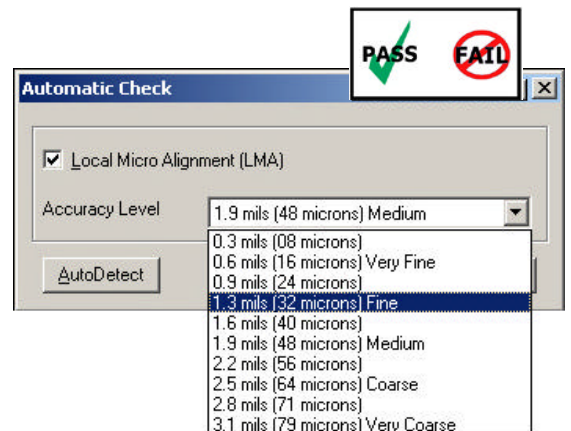 PASS FAIL
Automatic Check
Local Micro Alignment (LMA)
Accuracy Level
1.9 mils (48 microns) Medium
0.3 mils (08 microns)
0.6 mils (16 microns) Very Fine
0.9 mils (24 microns)
AutoDetect
1.3 mils (32 microns) Fine
1.6 mils (40 microns)
1.9 mils (48 microns) Medium
2.2 mils (56 microns)
2.5 mils (64 microns) Coarse
2.8 mils (71 microns)
3.1 mils (79 microns) Very Coarse